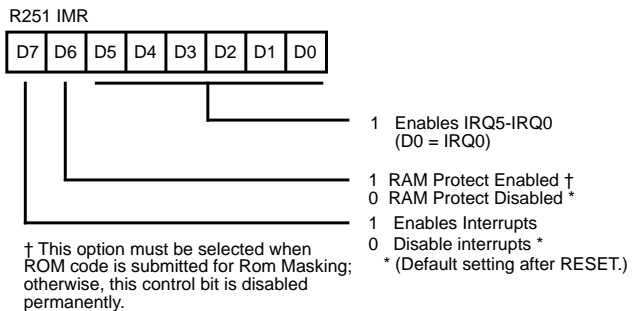 R251 IMR
D7 D6 D5 D4 D3 D2 D1 D0
1 Enables IRQ5-IRQ0
(D0 = IRQ0)
1 RAM Protect Enabled †
0 RAM Protect Disabled *
1 Enables Interrupts
0 Disable interrupts *
* (Default setting after RESET.)
† This option must be selected when
ROM code is submitted for Rom Masking;
otherwise, this control bit is disabled
permanently.